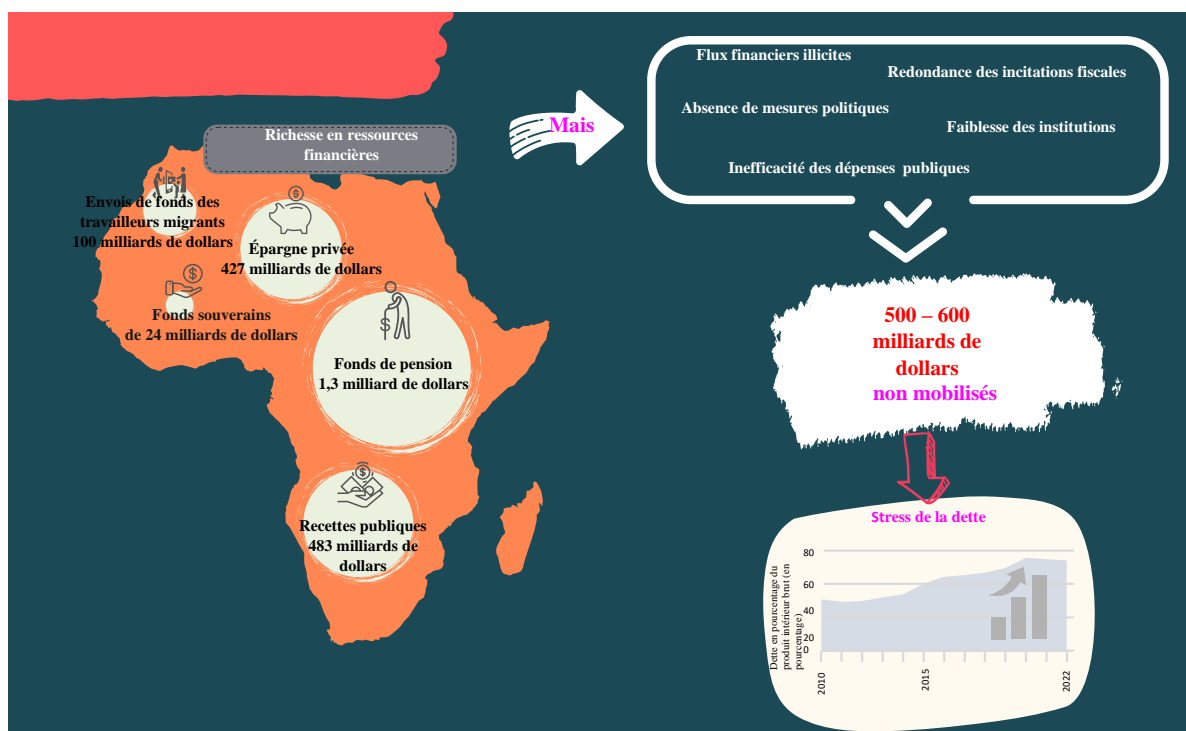 Richesse en ressources
financières
Envois de fonds des
travailleurs migrants
100 milliards de dollars
Épargne privée
427 milliards de dollars
Fonds souverains
de 24 milliards de dollars
Fonds de pension
1,3 milliard de dollars
Recettes publiques
483 milliards de
dollars
Mais
Flux financiers illicites
Redondance des incitations fiscales
Absence de mesures politiques
Faiblesse des institutions
Inefficacité des dépenses publiques
500 – 600
milliards de
dollars
non mobilisés
Stress de la dette
Dette en pourcentage du
produit intérieur brut (en
pourcentage)
80
60
40
20
0
2010
2015
2022